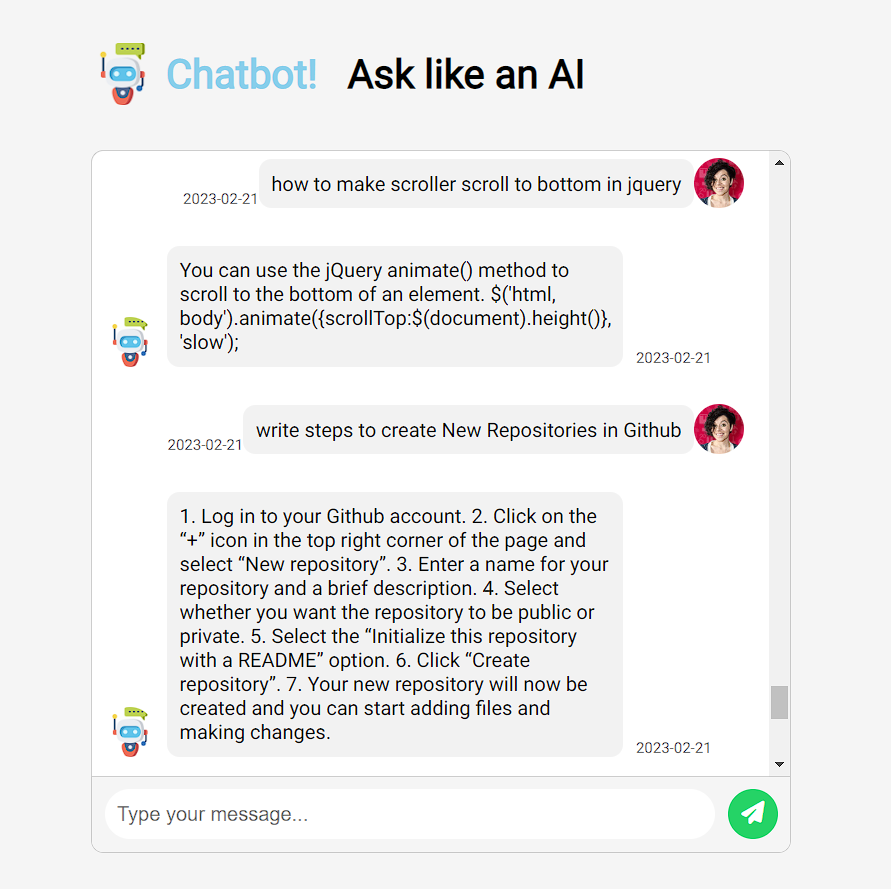 Chatbot! Ask like an AI
how to make scroller scroll to bottom in jquery
2023-02-21
You can use the jQuery animate() method to
scroll to the bottom of an element. $('html,
body').animate({scrollTop:$(document).height()},
'slow');
2023-02-21
write steps to create New Repositories in Github
2023-02-21
1. Log in to your Github account. 2. Click on the
“+” icon in the top right corner of the page and
select “New repository”. 3. Enter a name for your
repository and a brief description. 4. Select
whether you want the repository to be public or
private. 5. Select the “Initialize this repository
with a README” option. 6. Click “Create
repository”. 7. Your new repository will now be
created and you can start adding files and
making changes.
2023-02-21
Type your message...